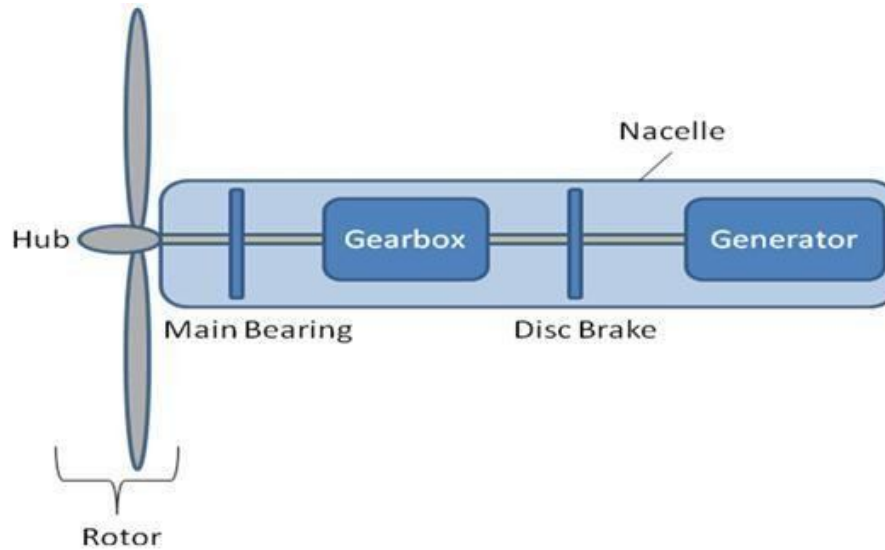 Nacelle
Hub
Gearbox
Generator
Main Bearing
Disc Brake
Rotor